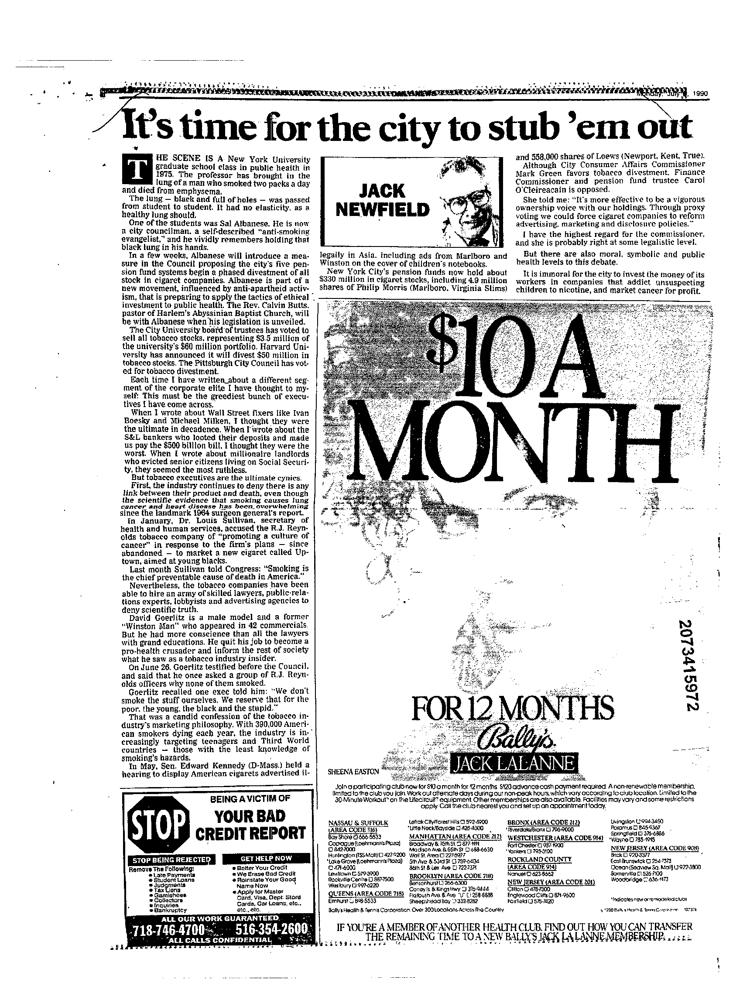 Monday, July 1990
It's time for the city to stub 'em out
THE SCENE IS A New York University
graduate school class in public health in
1975. The professor has brought in the
lung of a man who smoked two packs a day
and died from emphysema.
The lung — black and full of holes — was passed
from student to student. It had no elasticity, as a
healthy lung should.
One of the students was Sal Albanese. He is now
a city councilman, a self-described "anti-smoking
evangelist," and he vividly remembers holding that
black lung in his hands.
In a few weeks, Albanese will introduce a mea-
sure in the Council proposing the city's five pen-
sion fund systems begin a phased divestment of all
stock in cigaret companies. Albanese is part of a
new movement, influenced by anti-apartheid activ-
ism, that is preparing to apply the tactics of ethical
investment to public health. The Rev. Calvin Butts,
pastor of Harlem's Abyssinian Baptist Church, will
be with Albanese when his legislation is unveiled.
The City University board of trustees has voted to
sell all tobacco stocks, representing $3.5 million of
the university's $60 million portfolio. Harvard Uni-
versity has announced it will divest $50 million in
tobacco stocks. The Pittsburgh City Council has vot-
ed for tobacco divestment.
Each time I have written about a different seg-
ment of the corporate elite I have thought to my-
self: This must be the greediest bunch of execu-
tives I have come across.
When I wrote about Wall Street fixers like Ivan
Boesky and Michael Milken, I thought they were
the ultimate in decadence. When I wrote about the
S&L bankers who looted their deposits and made
us pay the $500 billion bill, I thought they were the
worst. When I wrote about millionaire landlords
who evicted senior citizens living on Social Securi-
ty, they seemed the most ruthless.
But tobacco executives are the ultimate cynics.
First, the industry continues to deny there is any
link between their product and death, even though
the scientific evidence that smoking causes lung
cancer and heart disease has been overwhelming
since the landmark 1964 surgeon general's report.
In January, Dr. Louis Sullivan, secretary of
health and human services, accused the R.J. Reyn-
olds tobacco company of "promoting a culture of
cancer" in response to the firm's plans — since
abandoned — to market a new cigaret called Up-
town, aimed at young blacks.
Last month Sullivan told Congress: "Smoking is
the chief preventable cause of death in America."
Nevertheless, the tobacco companies have been
able to hire an army of skilled lawyers, public-rela-
tions experts, lobbyists and advertising agencies to
deny scientific truth.
David Goerlitz is a male model and a former
"Winston Man" who appeared in 42 commercials.
But he had more conscience than all the lawyers
with grand educations. He quit his job to become a
pro-health crusader and inform the rest of society
what he saw as a tobacco industry insider.
On June 26, Goerlitz testified before the Council,
and said that he once asked a group of R.J. Reyn-
olds officers why none of them smoked.
Goerlitz recalled one exec told him: "We don't
smoke the stuff ourselves. We reserve that for the
poor, the young, the black and the stupid."
That was a candid confession of the tobacco in-
dustry's marketing philosophy. With 390,000 Ameri-
can smokers dying each year, the industry is in-
creasingly targeting teenagers and Third World
countries — those with the least knowledge of
smoking's hazards.
In May, Sen. Edward Kennedy (D-Mass.) held a
hearing to display American cigarets advertised il-
JACK
NEWFIELD
legally in Asia, including ads from Marlboro and
Winston on the cover of children's notebooks.
New York City's pension funds now hold about
$330 million in cigaret stocks, including 4.9 million
shares of Philip Morris (Marlboro, Virginia Slims)
and 558,000 shares of Loews (Newport, Kent, True).
Although City Consumer Affairs Commissioner
Mark Green favors tobacco divestment, Finance
Commissioner and pension fund trustee Carol
O'Cleireacain is opposed.
She told me: "It's more effective to be a vigorous
ownership voice with our holdings. Through proxy
voting we could force cigaret companies to reform
advertising, marketing and disclosure policies."
I have the highest regard for the commissioner,
and she is probably right at some legalistic level.
But there are also moral, symbolic and public
health levels to this debate.
It is immoral for the city to invest the money of its
workers in companies that addict unsuspecting
children to nicotine, and market cancer for profit.
$10 A
MONTH
FOR 12 MONTHS
Bally's
JACK LALANNE
SHEENA EASTON
2073415972
Join a participating club now for $10 a month for 12 months. $120 advance cash payment required. A non-renewable membership,
limited to the club you join. Work out alternate days during our non-peak hours, which vary according to club location. Limited to the
30-Minute Workout on the Lifecircuit equipment. Other memberships are also available. Facilities may vary and some restrictions
apply. Call the club nearest you and set up an appointment today.
NASSAU & SUFFOLK
(AREA CODE 516)
MANHATTAN (AREA CODE 212)
QUEENS (AREA CODE 718)
BROOKLYN (AREA CODE 718)
BRONX (AREA CODE 212)
WESTCHESTER (AREA CODE 914)
ROCKLAND COUNTY
(AREA CODE 914)
NEW JERSEY (AREA CODE 201)
NEW JERSEY (AREA CODE 908)
Bally's Health & Tennis Corporation. Over 300 Locations Across the Country
IF YOU'RE A MEMBER OF ANOTHER HEALTH CLUB, FIND OUT HOW YOU CAN TRANSFER
THE REMAINING TIME TO A NEW BALLY'S JACK LA LANNE MEMBERSHIP.
BEING A VICTIM OF
STOP
YOUR BAD
CREDIT REPORT
STOP BEING REJECTED
Remove The Following:
Late Payments
Student Loans
Judgments
Tax Liens
Garnishees
Collectors
Inquiries
Bankruptcy
GET HELP NOW
Better Your Credit
We Erase Bad Credit
Reinstate Your Good
Name Now
Apply for Master
Card, Visa, Dept. Store
Cards, Car Loans, etc.,
etc., etc.
ALL OUR WORK GUARANTEED
718-746-4700 516-354-2600
ALL CALLS CONFIDENTIAL